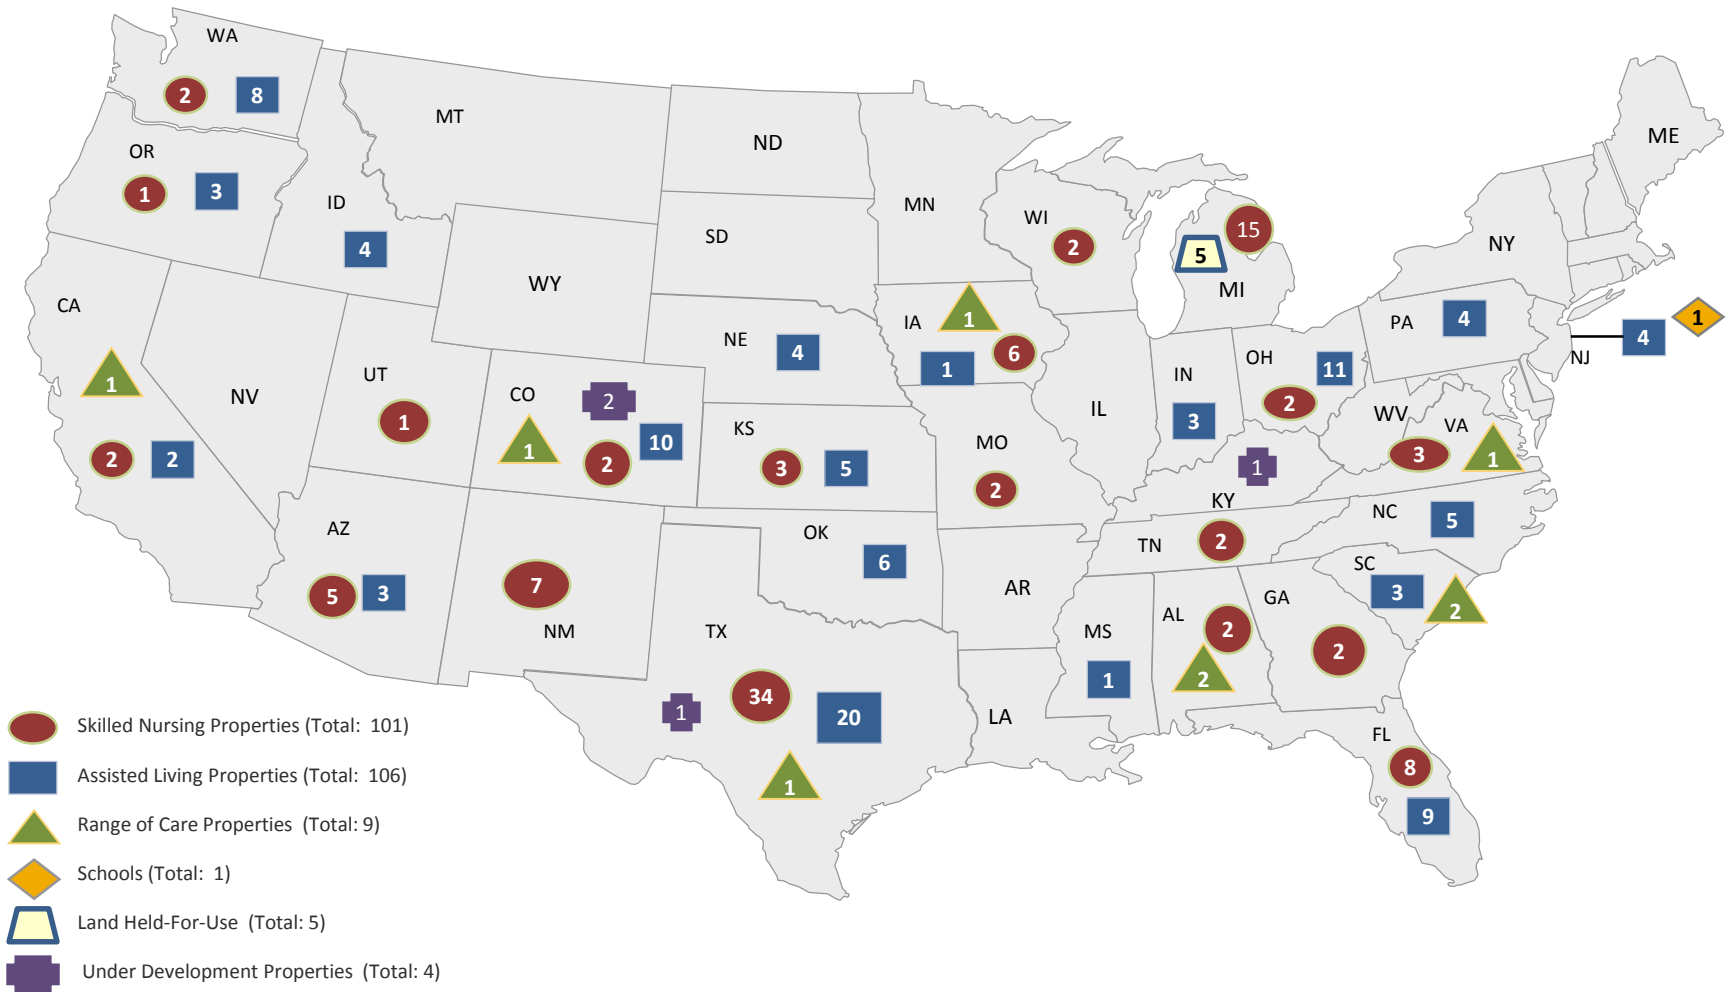 WA
2 8
MT
ND
ME
OR
1 3
ID
4
MN
SD
WI
2
15
5
MI
NY
WY
CA
1
2 2
NV
UT
1
CO
2
1
2
10
NE
4
IA
1
1
6
PA
4
4
1
NJ
OH
11
2
IN
3
IL
KS
3 5
MO
2
WV
VA
3
1
1
KY
NC
5
AZ
5 3
7
NM
OK
6
AR
TN
2
SC
3
2
TX
1
34
20
1
LA
MS
1
AL
2
2
GA
2
FL
8
9
Skilled Nursing Properties (Total: 101)
Assisted Living Properties (Total: 106)
Range of Care Properties (Total: 9)
Schools (Total: 1)
Land Held-For-Use (Total: 5)
Under Development Properties (Total: 4)